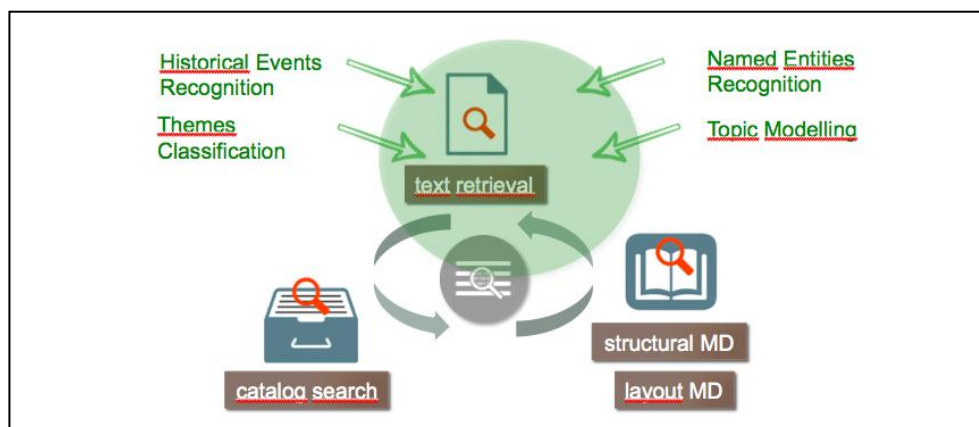 Historical Events
Recognition
Themes
Classification
Named Entities
Recognition
Topic Modelling
text retrieval
structural MD
catalog search
layout MD